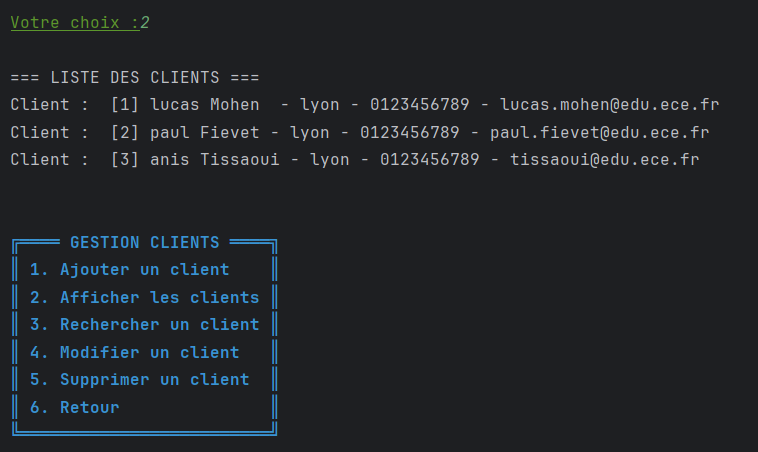 Votre choix :2
=== LISTE DES CLIENTS ===
Client :  [1] lucas Mohen  - lyon - 0123456789 - lucas.mohen@edu.ece.fr
Client :  [2] paul Fievet - lyon - 0123456789 - paul.fievet@edu.ece.fr
Client :  [3] anis Tissaoui - lyon - 0123456789 - tissaoui@edu.ece.fr
╔════ GESTION CLIENTS ════╗
║ 1. Ajouter un client    ║
║ 2. Afficher les clients ║
║ 3. Rechercher un client ║
║ 4. Modifier un client   ║
║ 5. Supprimer un client  ║
║ 6. Retour               ║
╚═════════════════════════╝